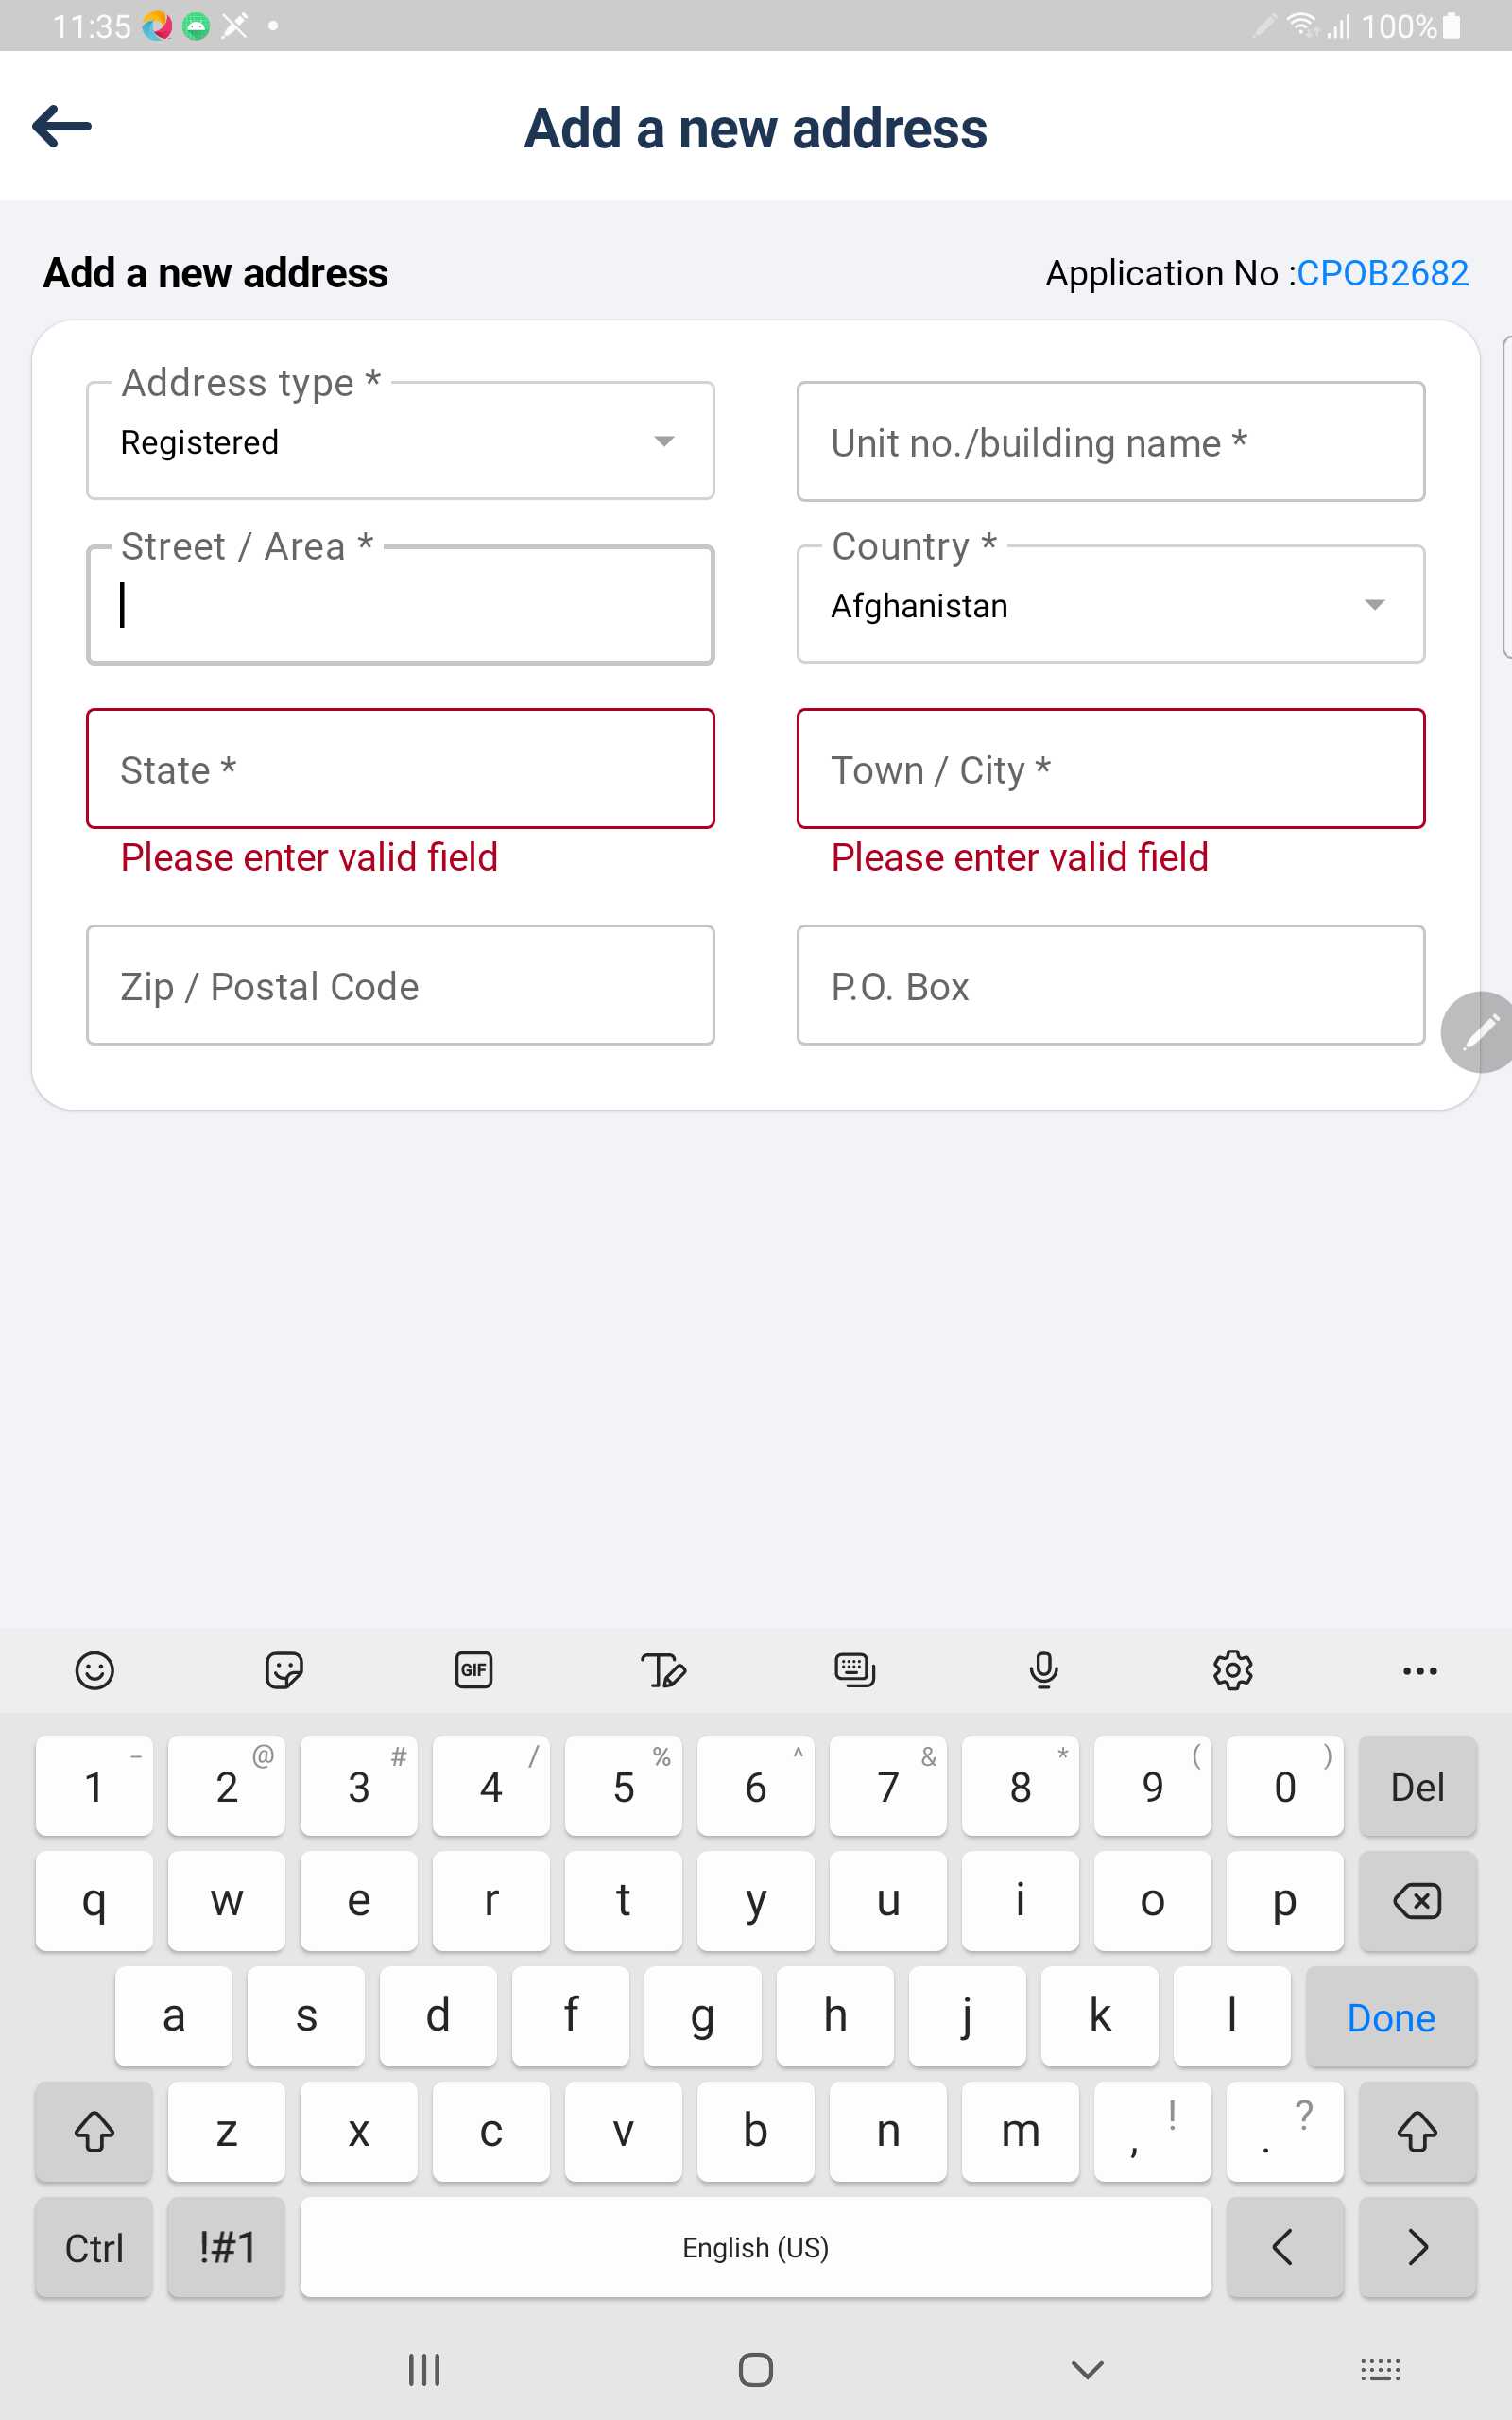 11:35
100%
Add a new address
Add a new address
Application No :CPOB2682
Address type *
Registered
Unit no./building name *
Street / Area *
Country *
Afghanistan
State *
Town / City *
Please enter valid field
Please enter valid field
Zip / Postal Code
P.O. Box
GIF
1 – 2 @ 3 # 4 / 5 % 6 ^ 7 & 8 * 9 ( 0 ) Del
q w e r t y u i o p
a s d f g h j k l Done
z x c v b n m , ! . ?
Ctrl !#1 English (US) < >